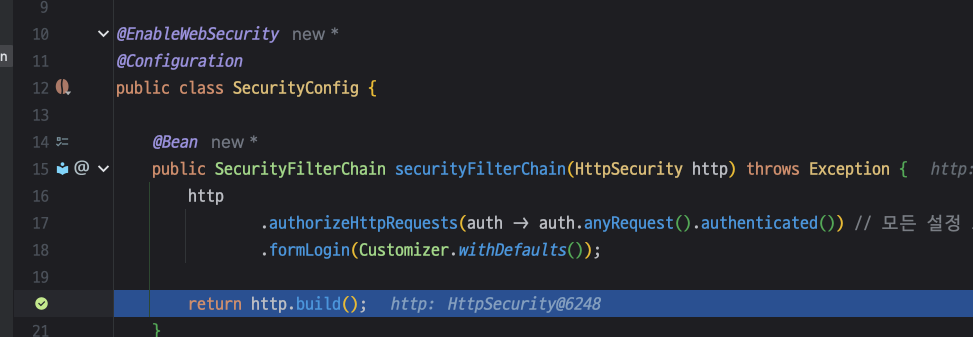 9
10 @EnableWebSecurity new *
11 @Configuration
12 public class SecurityConfig {
13
14 @Bean new *
n
15 @ public SecurityFilterChain securityFilterChain(HttpSecurity http) throws Exception { http:
16 http
17 .authorizeHttpRequests(auth → auth.anyRequest().authenticated()) // 모든 설정
18 .formLogin(Customizer.withDefaults());
19
return http.build(); http: HttpSecurity@6248
21 }